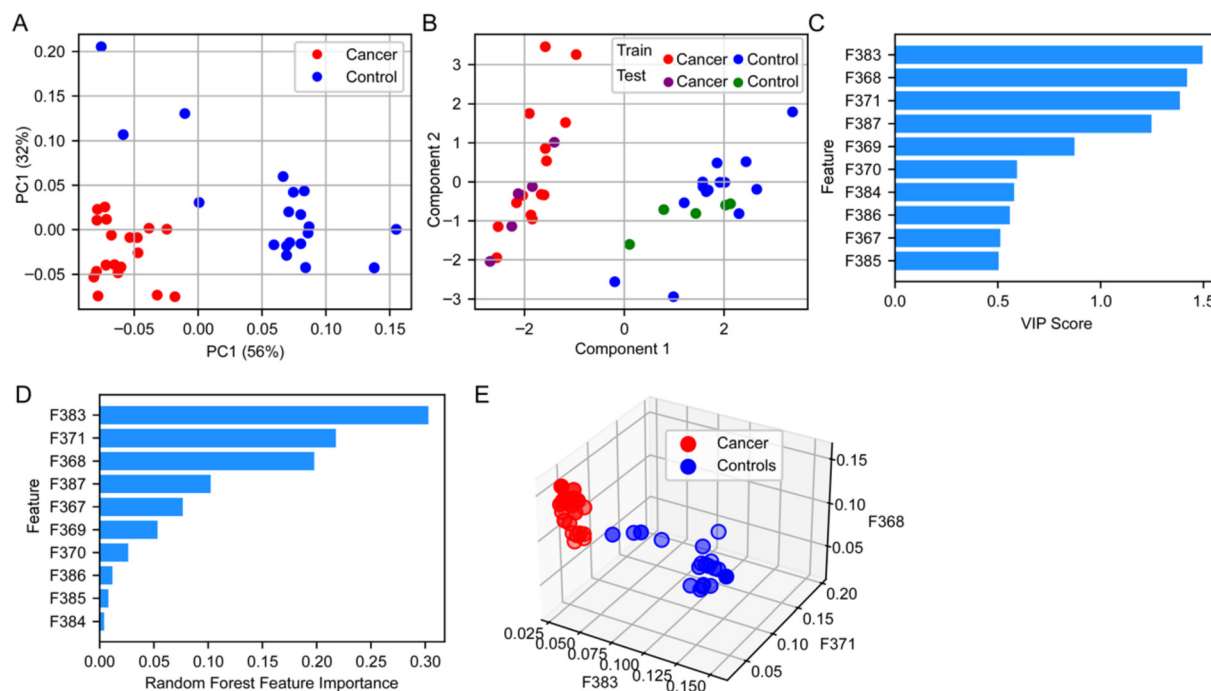 A
0.20
0.15
0.10
0.05
0.00
−0.05
PC1 (32%)
Cancer
Control
−0.05 0.00 0.05 0.10 0.15
PC1 (56%)
B
3
2
1
0
−1
−2
−3
Component 2
Train
Cancer Control
Test
Cancer Control
−2 0 2
Component 1
C
F383
F368
F371
F387
F369
F370
F384
F386
F367
F385
Feature
0.0 0.5 1.0 1.5
VIP Score
D
F383
F371
F368
F387
F367
F369
F370
F386
F385
F384
Feature
0.00 0.05 0.10 0.15 0.20 0.25 0.30
Random Forest Feature Importance
E
Cancer
Controls
0.15
0.10
0.05
F368
0.20
0.15
0.10
0.05
F371
0.025 0.050 0.075 0.100 0.125 0.150
F383